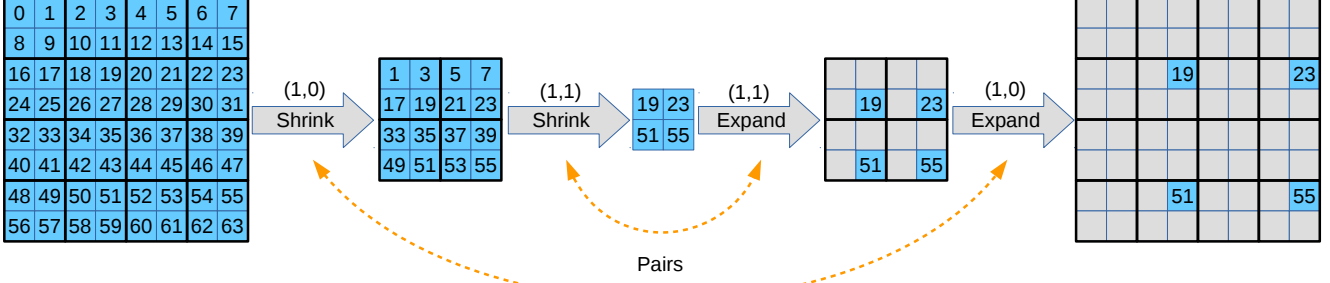 0 1 2 3 4 5 6 7
8 9 10 11 12 13 14 15
16 17 18 19 20 21 22 23
24 25 26 27 28 29 30 31
32 33 34 35 36 37 38 39
40 41 42 43 44 45 46 47
48 49 50 51 52 53 54 55
56 57 58 59 60 61 62 63
(1,0)
Shrink
1 3 5 7
17 19 21 23
33 35 37 39
49 51 53 55
(1,1)
Shrink
19 23
51 55
(1,1)
Expand
19 23
51 55
(1,0)
Expand
19 23
51 55
Pairs